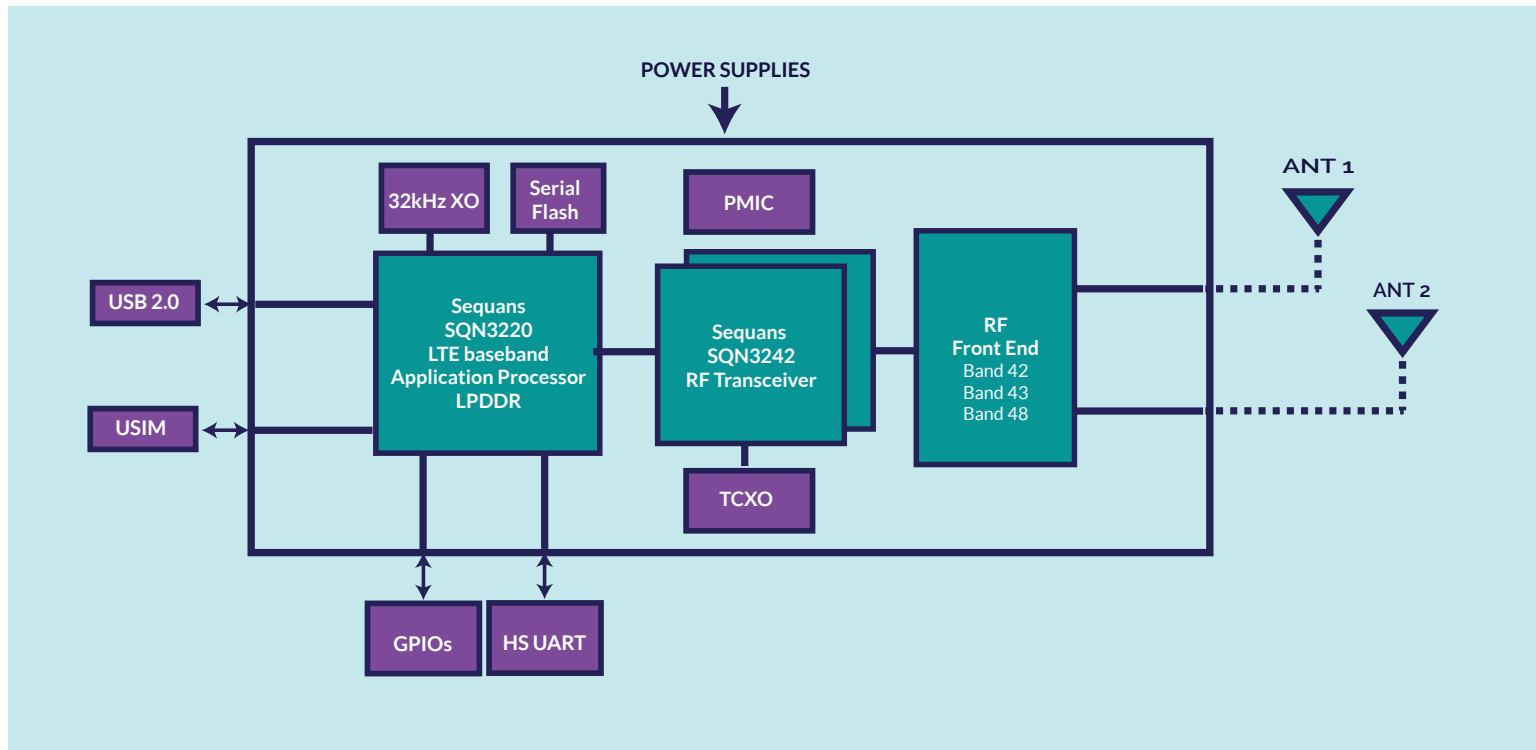 POWER SUPPLIES
ANT 1
32kHz XO
Serial
Flash
PMIC
ANT 2
USB 2.0
Sequans
SQN3220
LTE baseband
Application Processor
LPDDR
Sequans
SQN3242
RF Transceiver
RF
Front End
Band 42
Band 43
Band 48
USIM
TCXO
GPIOs
HS UART